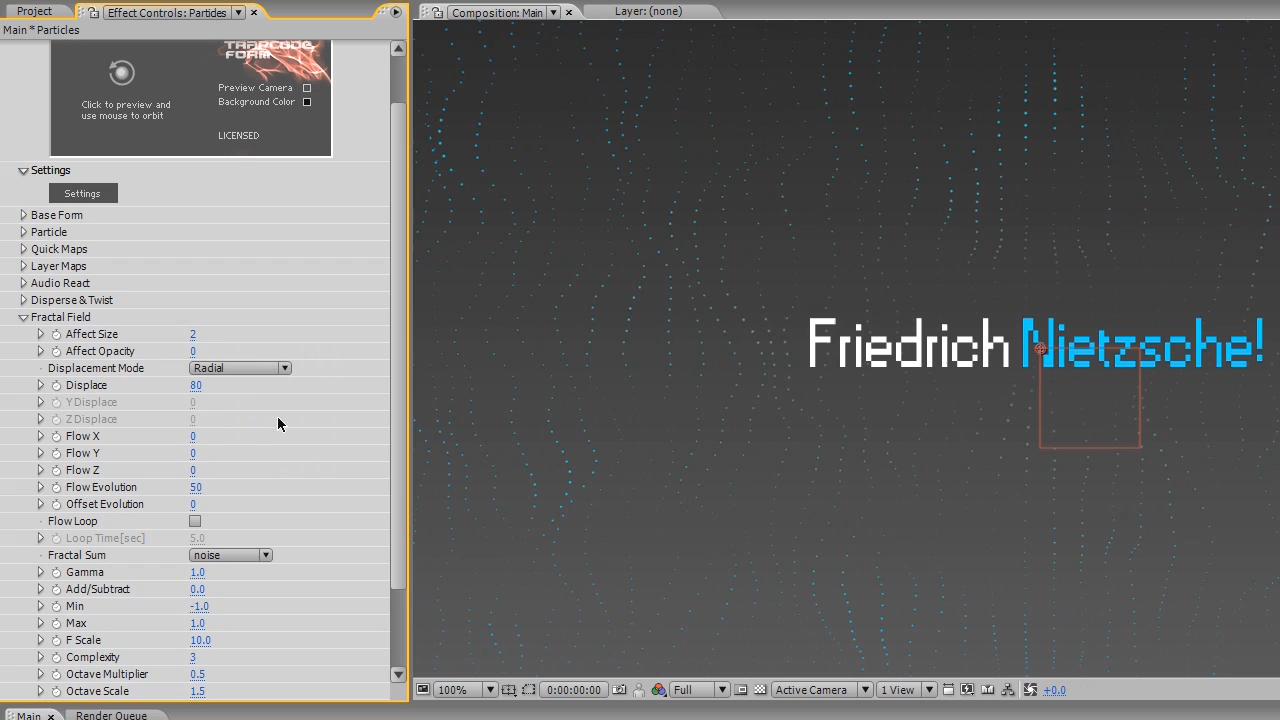 Project
Effect Controls: Particles
Composition: Main
Layer: (none)
Main * Particles
TRAPCODE
FORM
Preview Camera
Background Color
Click to preview and
use mouse to orbit
LICENSED
Settings
Settings
Base Form
Particle
Quick Maps
Layer Maps
Audio React
Disperse & Twist
Fractal Field
Affect Size 2
Affect Opacity 0
Displacement Mode Radial
Displace 80
Y Displace 0
Z Displace 0
Flow X 0
Flow Y 0
Flow Z 0
Flow Evolution 50
Offset Evolution 0
Flow Loop
Loop Time[sec] 5.0
Fractal Sum noise
Gamma 1.0
Add/Subtract 0.0
Min -1.0
Max 1.0
F Scale 10.0
Complexity 3
Octave Multiplier 0.5
Octave Scale 1.5
Friedrich Nietzsche!
100% 0:00:00:00 Full Active Camera 1 View +0.0
Main Render Queue